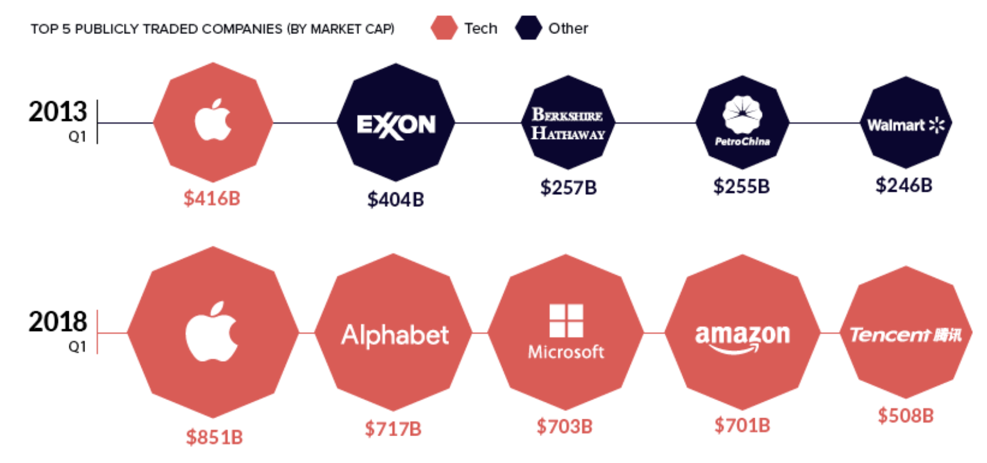 TOP 5 PUBLICLY TRADED COMPANIES (BY MARKET CAP) Tech Other
2013
Q1
EXXON
BERKSHIRE
HATHAWAY
PetroChina
Walmart
$416B
$404B
$257B
$255B
$246B
2018
Q1
Alphabet
Microsoft
amazon
Tencent 腾讯
$851B
$717B
$703B
$701B
$508B